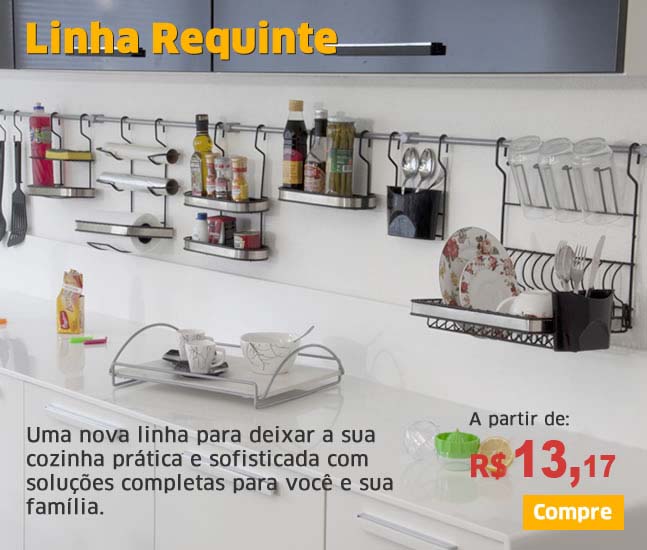 Linha Requinte
Uma nova linha para deixar a sua
cozinha prática e sofisticada com
soluções completas para você e sua
família.
A partir de:
R$ 13,17
Compre